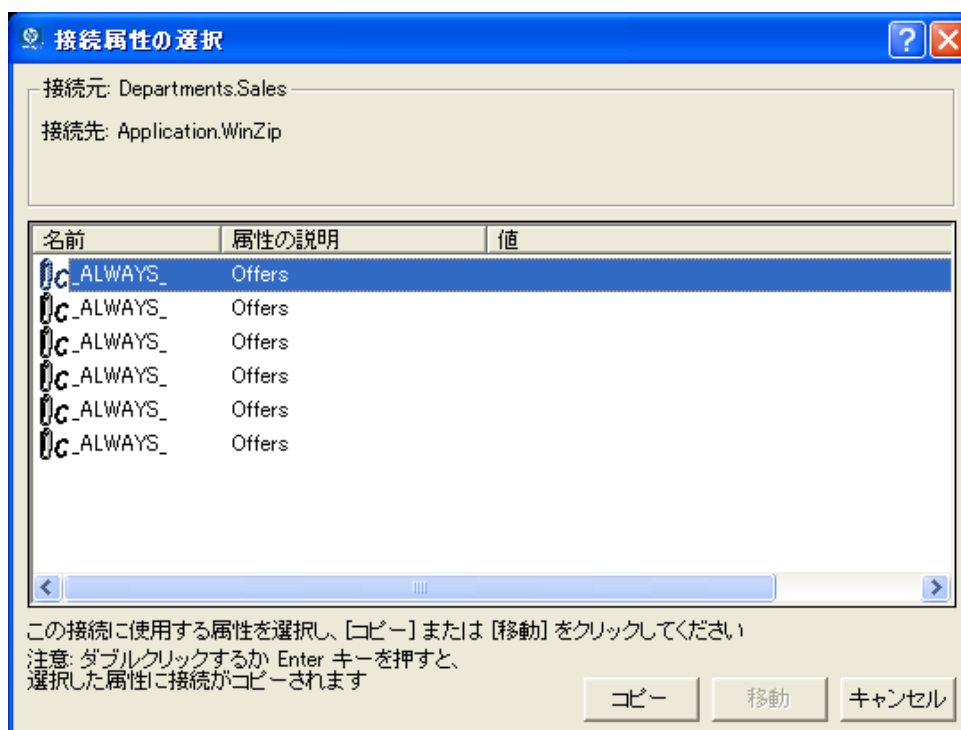 接続属性の選択
接続元: Departments.Sales
接続先: Application.WinZip
名前 属性の説明 値
_ALWAYS_ Offers
_ALWAYS_ Offers
_ALWAYS_ Offers
_ALWAYS_ Offers
_ALWAYS_ Offers
_ALWAYS_ Offers
この接続に使用する属性を選択し、[コピー] または [移動] をクリックしてください
注意: ダブルクリックするか Enter キーを押すと、
選択した属性に接続がコピーされます
コピー 移動 キャンセル